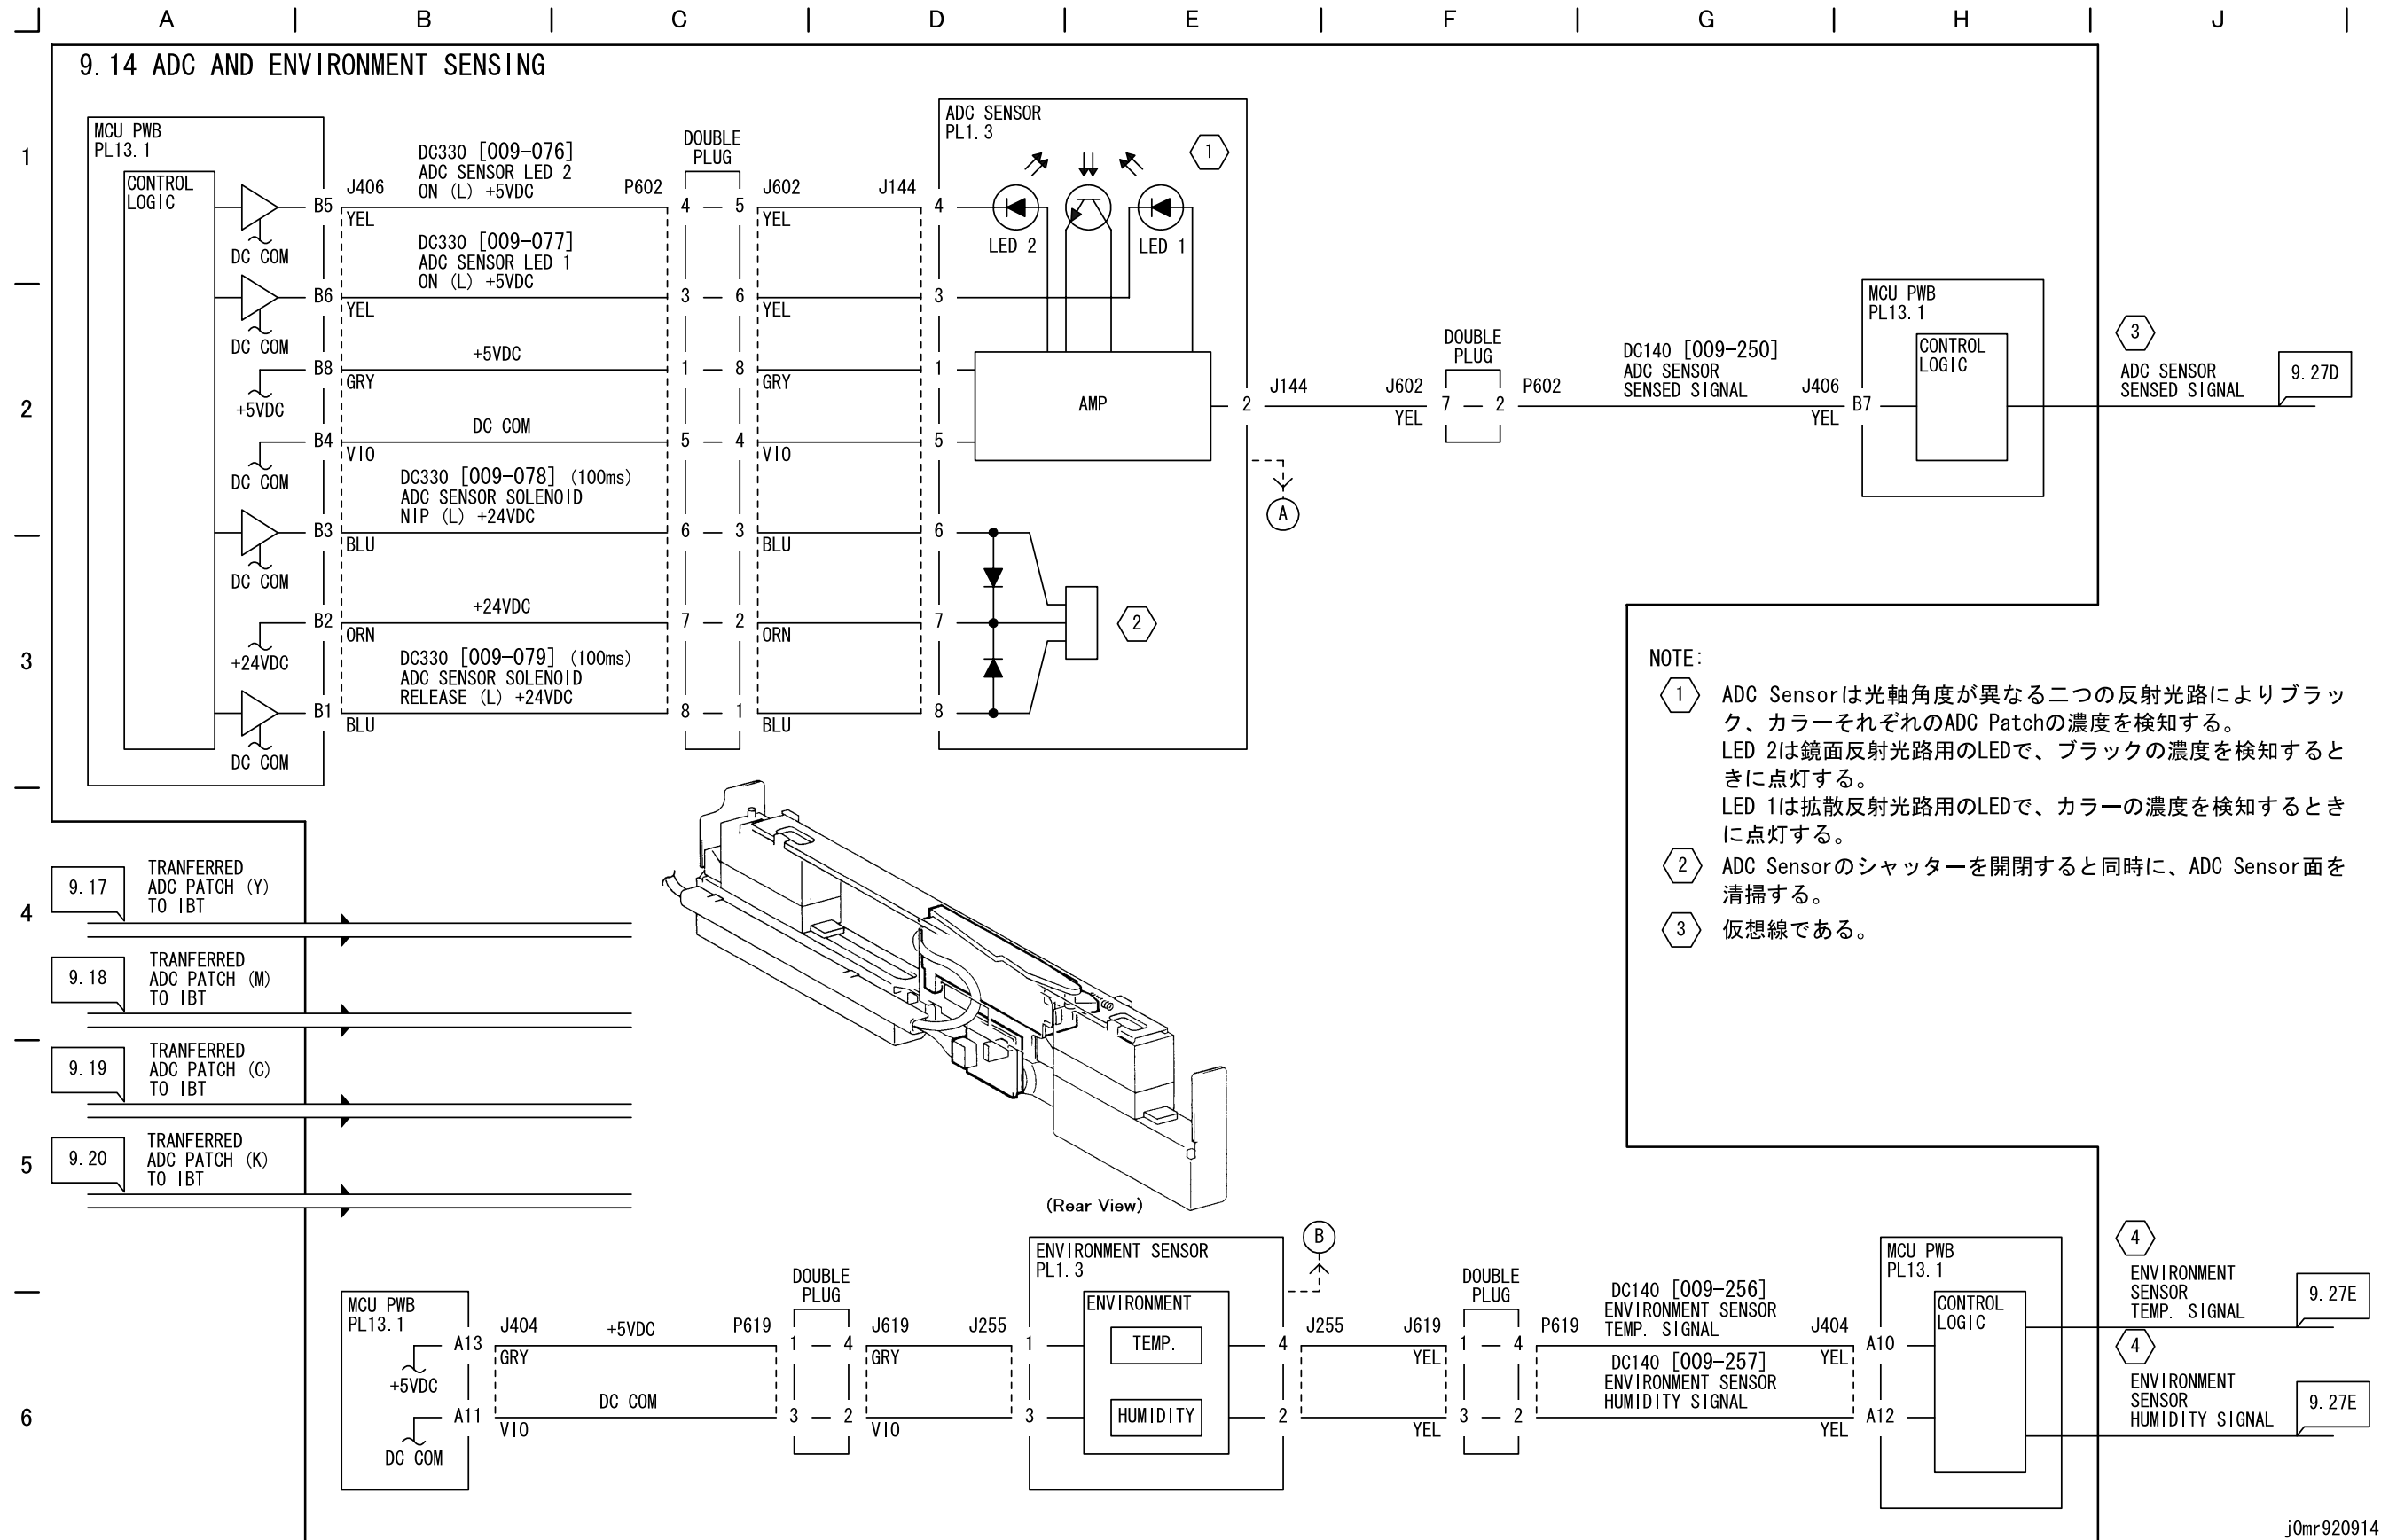 A B C D E F G H J
9.14 ADC AND ENVIRONMENT SENSING
1
MCU PWB
PL13.1
CONTROL
LOGIC
DC COM
DC COM
+5VDC
DC COM
DC COM
+24VDC
DC COM
B5
B6
B8
B4
B3
B2
B1
J406
YEL
YEL
GRY
VIO
BLU
ORN
BLU
DC330 [009-076]
ADC SENSOR LED 2
ON (L) +5VDC
DC330 [009-077]
ADC SENSOR LED 1
ON (L) +5VDC
+5VDC
DC COM
DC330 [009-078] (100ms)
ADC SENSOR SOLENOID
NIP (L) +24VDC
+24VDC
DC330 [009-079] (100ms)
ADC SENSOR SOLENOID
RELEASE (L) +24VDC
P602
DOUBLE
PLUG
4 — 5
3 — 6
1 — 8
5 — 4
6 — 3
7 — 2
8 — 1
J602
YEL
YEL
GRY
VIO
BLU
ORN
BLU
J144
4
3
1
5
6
7
8
ADC SENSOR
PL1.3
1
LED 2
LED 1
AMP
2
2
J144
A
J602
YEL
DOUBLE
PLUG
7 — 2
P602
DC140 [009-250]
ADC SENSOR
SENSED SIGNAL
J406
YEL
B7
MCU PWB
PL13.1
CONTROL
LOGIC
3
ADC SENSOR
SENSED SIGNAL
9.27D
2
3
NOTE:
1 ADC Sensorは光軸角度が異なる二つの反射光路によりブラッ
ク、カラーそれぞれのADC Patchの濃度を検知する。
LED 2は鏡面反射光路用のLEDで、ブラックの濃度を検知すると
きに点灯する。
LED 1は拡散反射光路用のLEDで、カラーの濃度を検知するとき
に点灯する。
2 ADC Sensorのシャッターを開閉すると同時に、ADC Sensor面を
清掃する。
3 仮想線である。
4
9.17
TRANFERRED
ADC PATCH (Y)
TO IBT
9.18
TRANFERRED
ADC PATCH (M)
TO IBT
9.19
TRANFERRED
ADC PATCH (C)
TO IBT
5
9.20
TRANFERRED
ADC PATCH (K)
TO IBT
(Rear View)
6
MCU PWB
PL13.1
+5VDC
DC COM
A13
A11
J404
GRY
VIO
+5VDC
DC COM
P619
DOUBLE
PLUG
1 — 4
3 — 2
J619
GRY
VIO
J255
1
3
ENVIRONMENT SENSOR
PL1.3
ENVIRONMENT
TEMP.
HUMIDITY
4
2
B
J255
J619
YEL
YEL
DOUBLE
PLUG
1 — 4
3 — 2
P619
DC140 [009-256]
ENVIRONMENT SENSOR
TEMP. SIGNAL
DC140 [009-257]
ENVIRONMENT SENSOR
HUMIDITY SIGNAL
J404
YEL
YEL
A10
A12
MCU PWB
PL13.1
CONTROL
LOGIC
4
ENVIRONMENT
SENSOR
TEMP. SIGNAL
9.27E
4
ENVIRONMENT
SENSOR
HUMIDITY SIGNAL
9.27E
j0mr920914